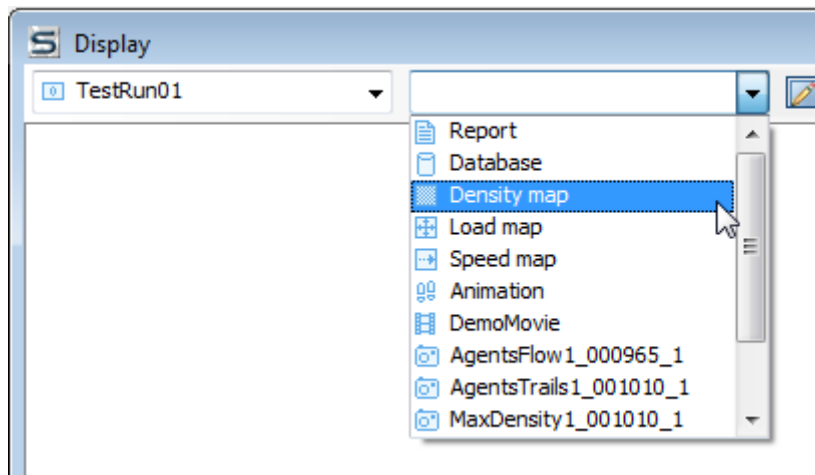 Display
TestRun01
Report
Database
Density map
Load map
Speed map
Animation
DemoMovie
AgentsFlow1_000965_1
AgentsTrails1_001010_1
MaxDensity1_001010_1